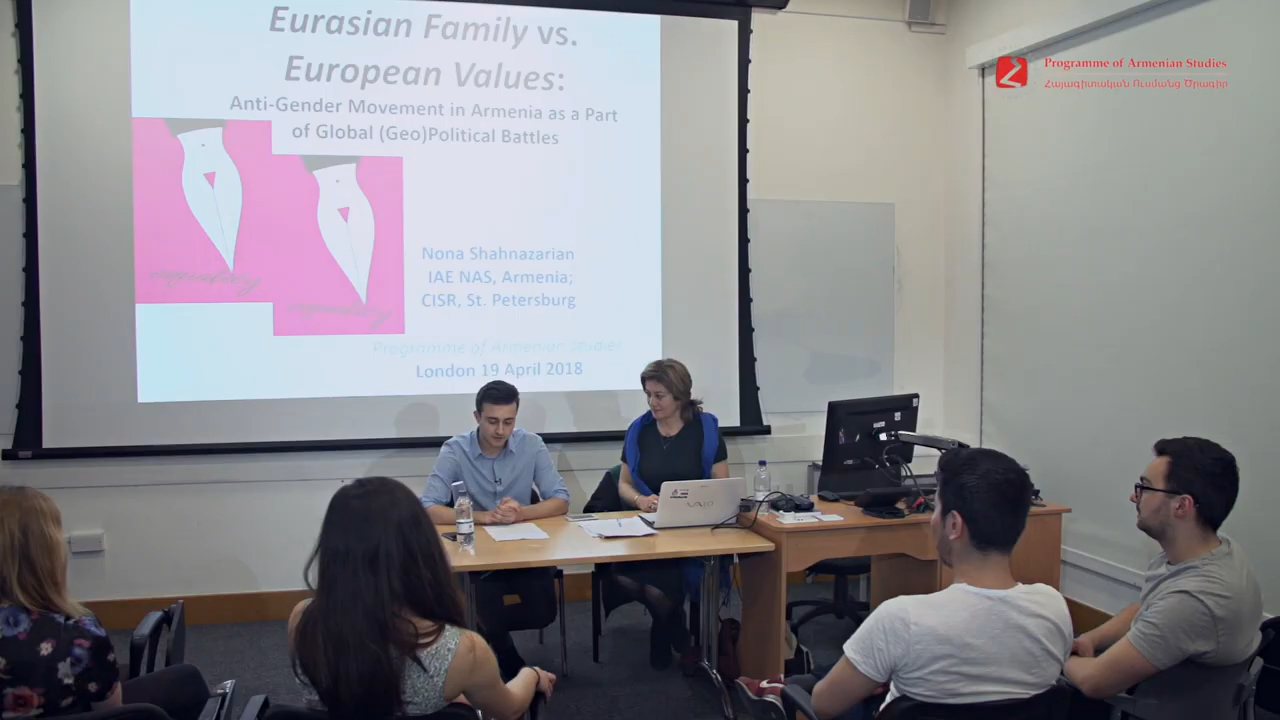 Eurasian Family vs.
European Values:
Anti-Gender Movement in Armenia as a Part
of Global (Geo)Political Battles
Nona Shahnazarian
IAE NAS, Armenia;
CISR, St. Petersburg
Programme of Armenian Studies
London 19 April 2018
Programme of Armenian Studies
Հայագիտական Ուսմանց Ծրագիր
VAIO